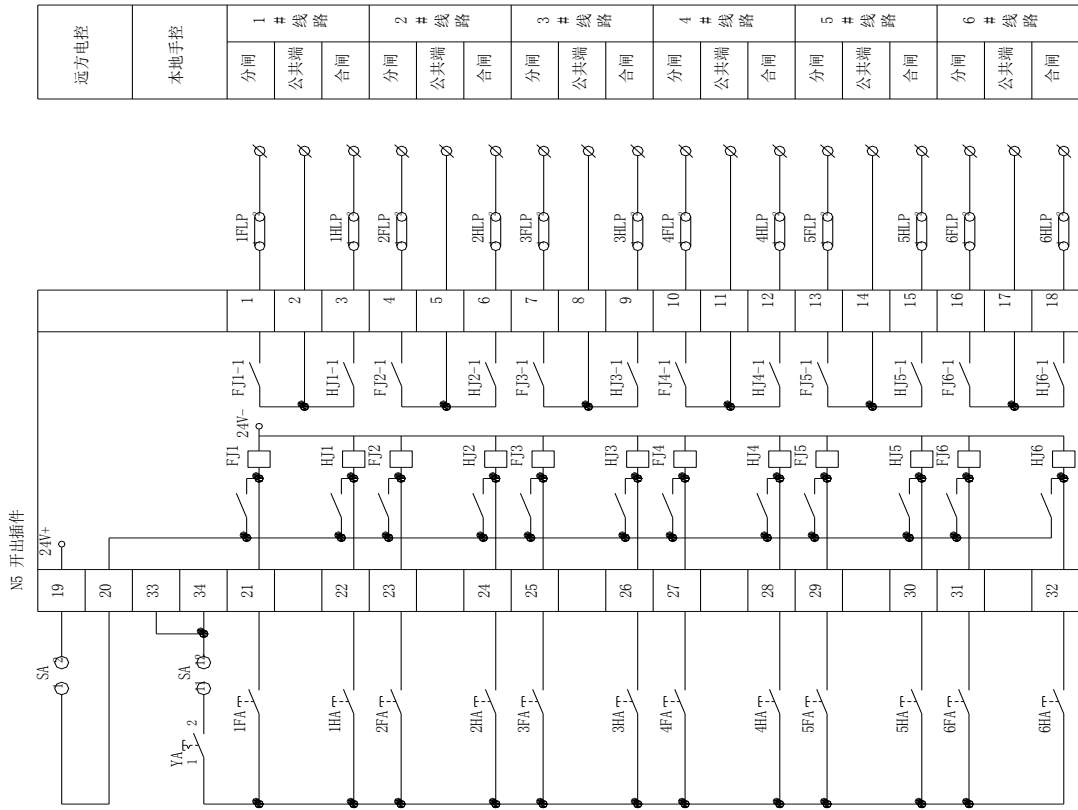 远方电控
本地手控
1 # 线路
2 # 线路
3 # 线路
4 # 线路
5 # 线路
6 # 线路
分闸 公共端 合闸 分闸 公共端 合闸 分闸 公共端 合闸 分闸 公共端 合闸 分闸 公共端 合闸 分闸 公共端 合闸
1FLP 1HLP 2FLP 2HLP 3FLP 3HLP 4FLP 4HLP 5FLP 5HLP 6FLP 6HLP
1 2 3 4 5 6 7 8 9 10 11 12 13 14 15 16 17 18
FJ1-1 HJ1-1 FJ2-1 HJ2-1 FJ3-1 HJ3-1 FJ4-1 HJ4-1 FJ5-1 HJ5-1 FJ6-1 HJ6-1
24V-
FJ1 HJ1 FJ2 HJ2 FJ3 HJ3 FJ4 HJ4 FJ5 HJ5 FJ6 HJ6
N5 开出插件
24V+
19 20 33 34 21 22 23 24 25 26 27 28 29 30 31 32
SA 1 2
SA 11 12
YA 1 2
1FA 1HA 2FA 2HA 3FA 3HA 4FA 4HA 5FA 5HA 6FA 6HA